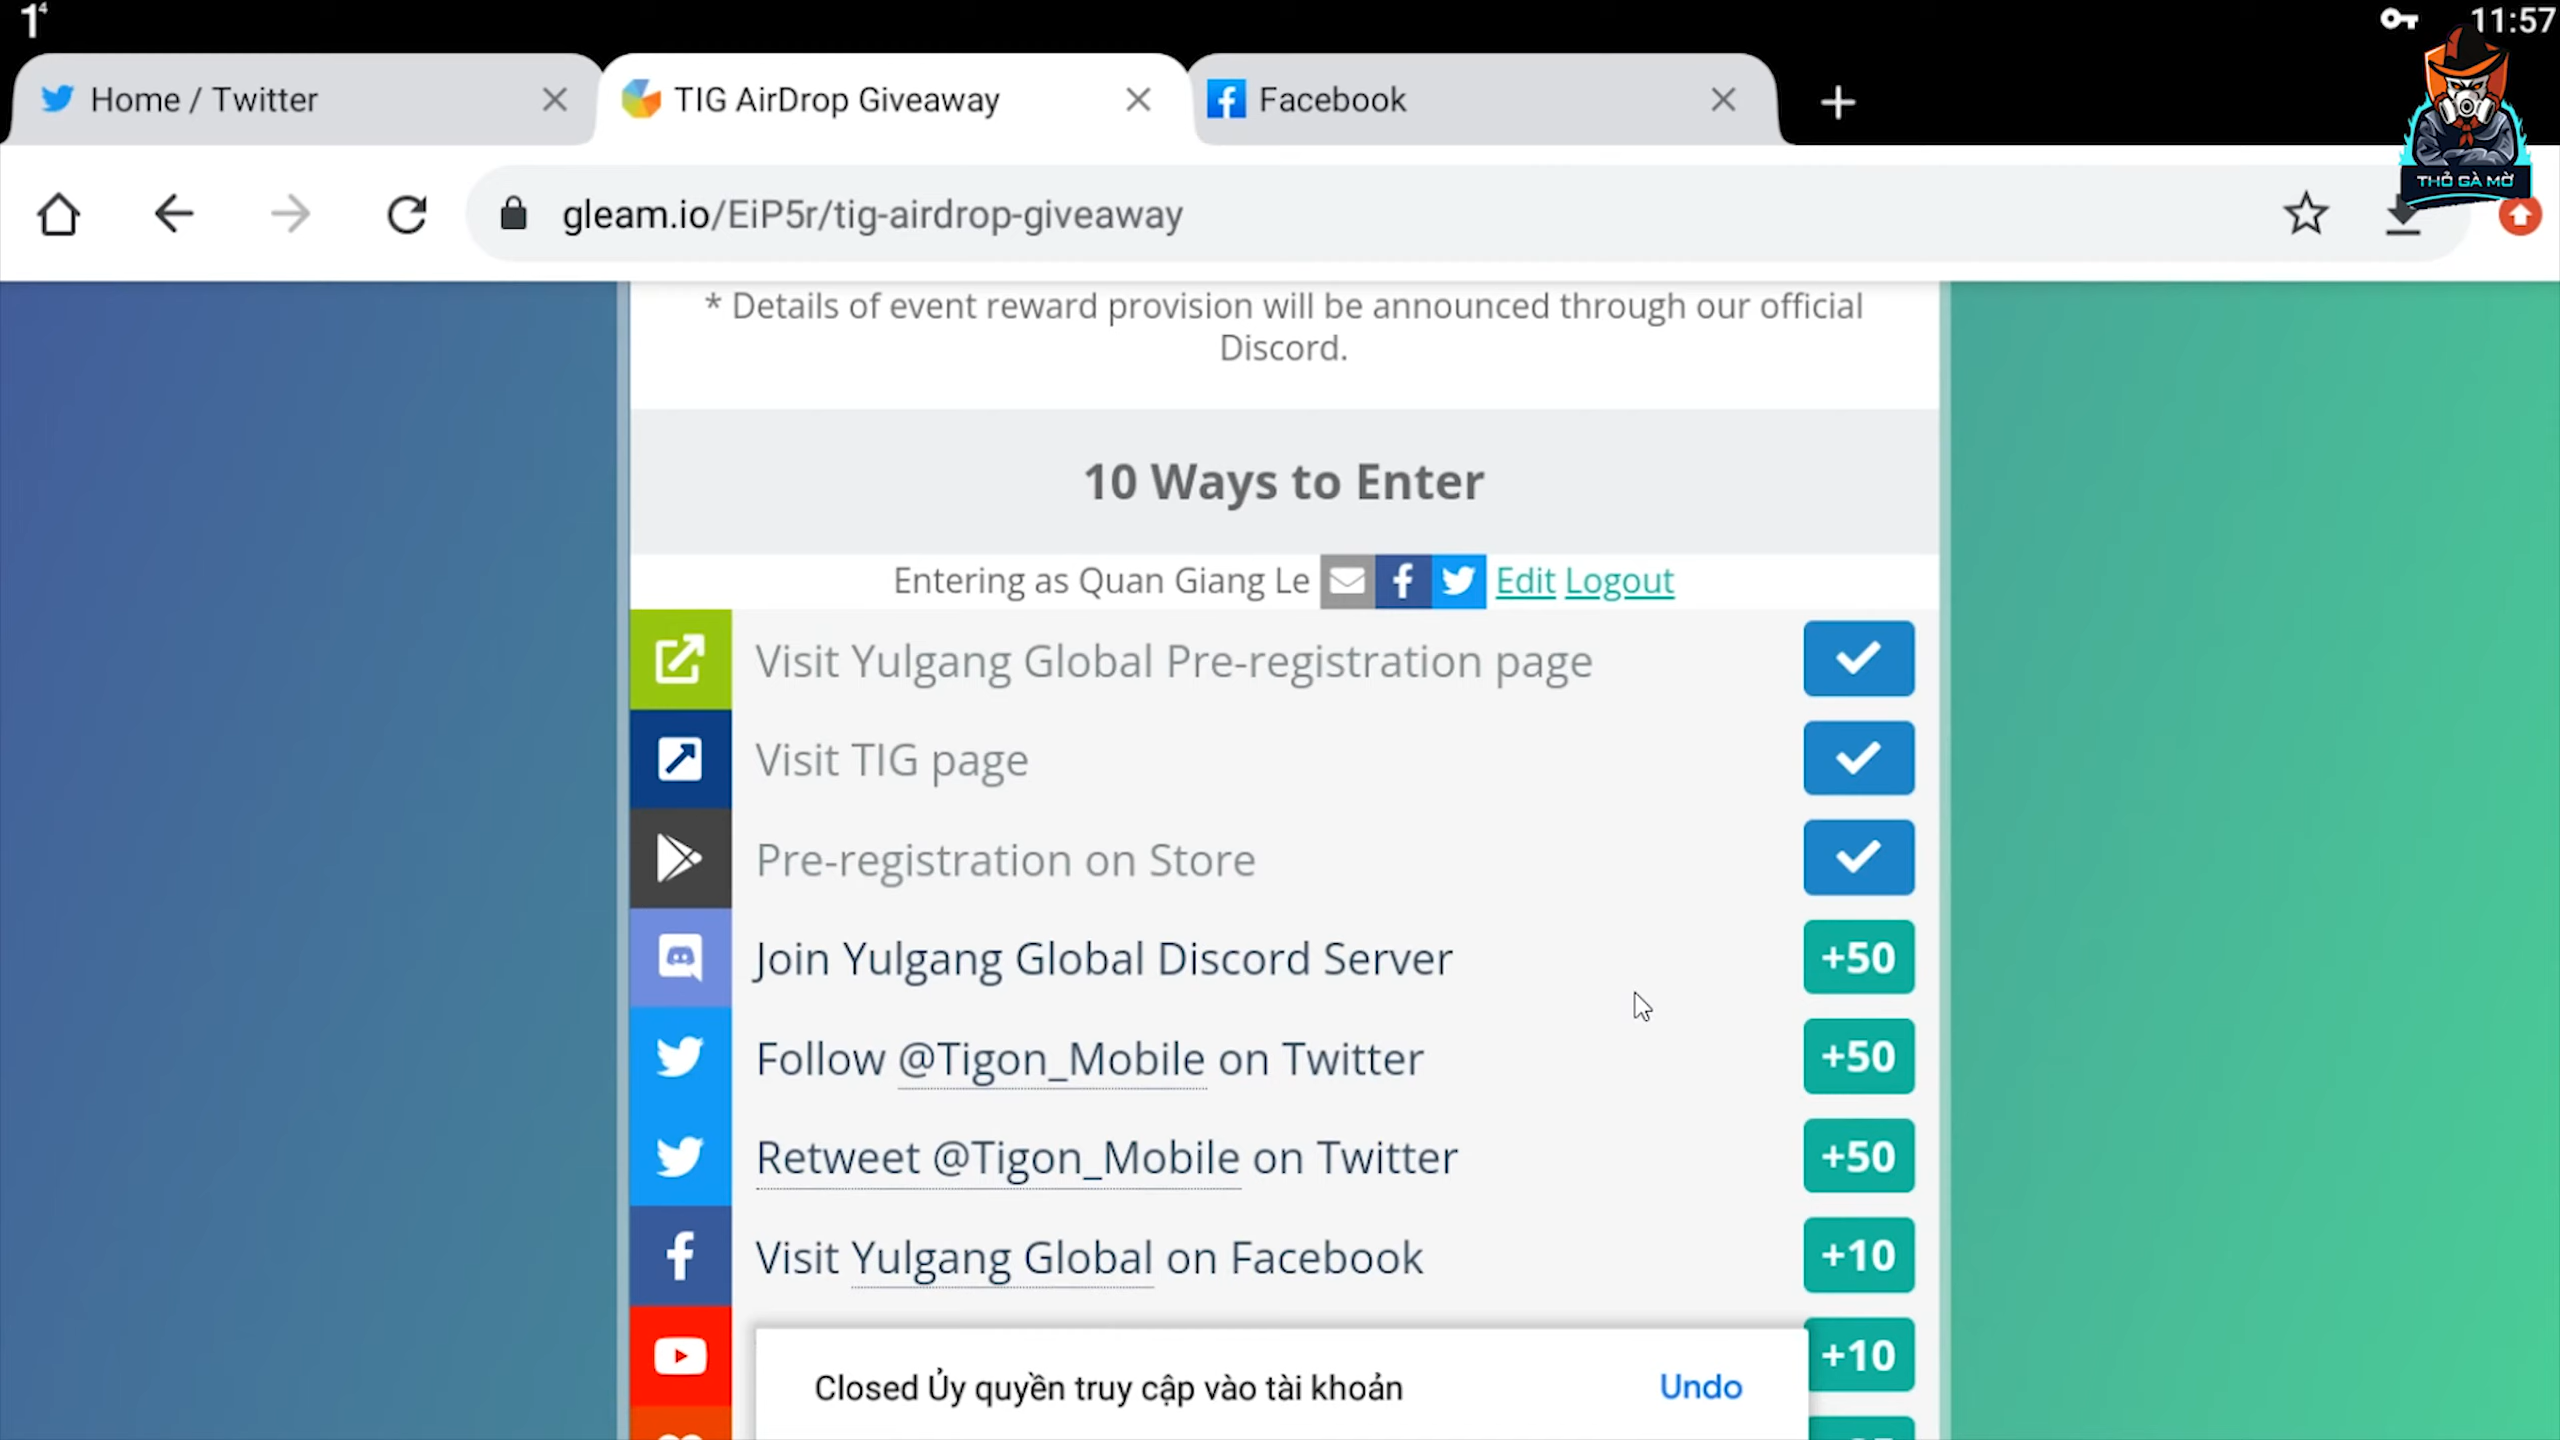 1⁴
11:57
Home / Twitter
TIG AirDrop Giveaway
Facebook
THỎ GÀ MỜ
gleam.io/EiP5r/tig-airdrop-giveaway
* Details of event reward provision will be announced through our official
Discord.
10 Ways to Enter
Entering as Quan Giang Le Edit Logout
Visit Yulgang Global Pre-registration page
Visit TIG page
Pre-registration on Store
Join Yulgang Global Discord Server +50
Follow @Tigon_Mobile on Twitter +50
Retweet @Tigon_Mobile on Twitter +50
Visit Yulgang Global on Facebook +10
+10
Closed Ủy quyền truy cập vào tài khoản Undo